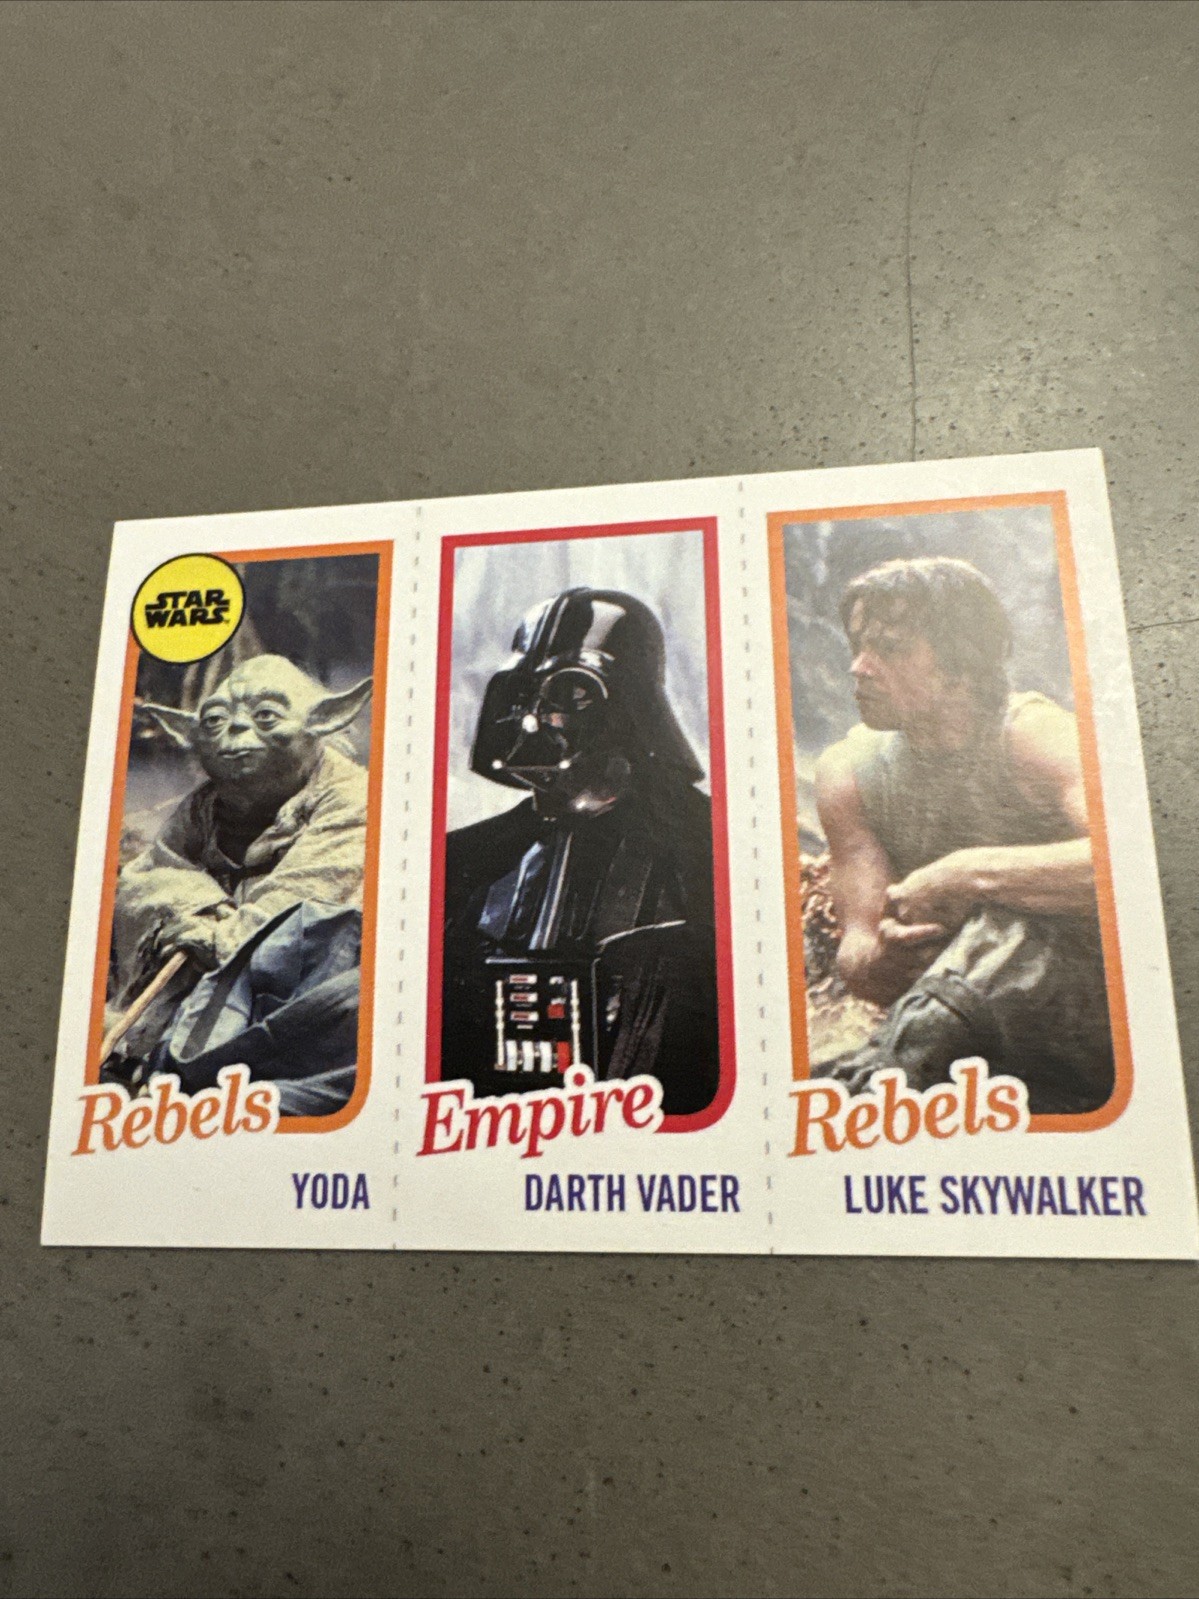 STAR
WARS
Rebels
YODA
Empire
DARTH VADER
Rebels
LUKE SKYWALKER